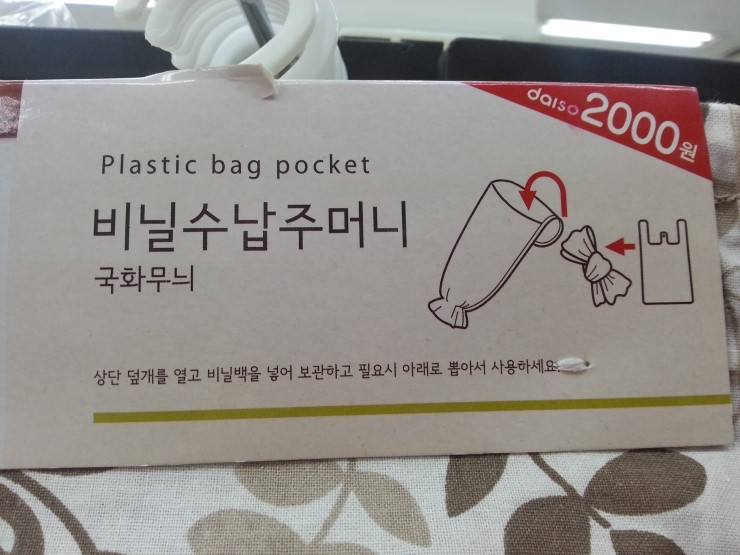 daiso 2000원
Plastic bag pocket
비닐수납주머니
국화무늬
상단 덮개를 열고 비닐백을 넣어 보관하고 필요시 아래로 뽑아서 사용하세요.